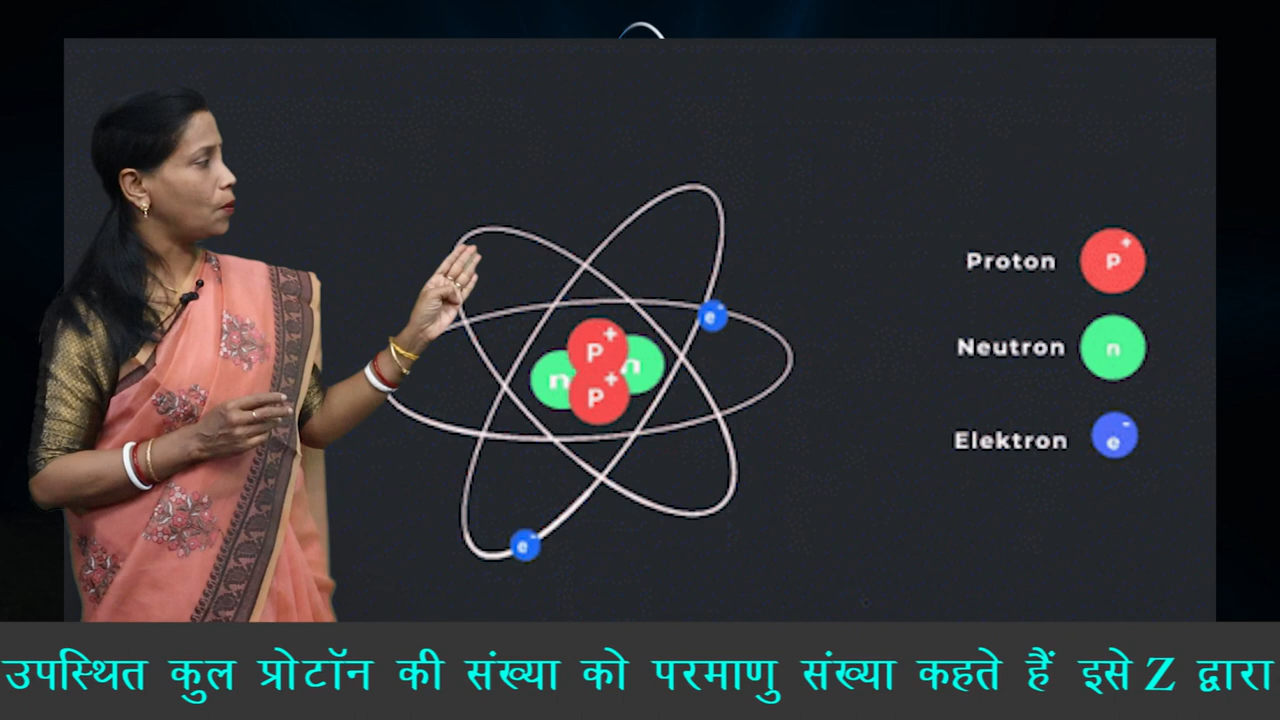 Proton P+
Neutron n
Elektron e-
e-
P+
n
n
P+
e-
उपस्थित कुल प्रोटॉन की संख्या को परमाणु संख्या कहते हैं इसे Z द्वारा